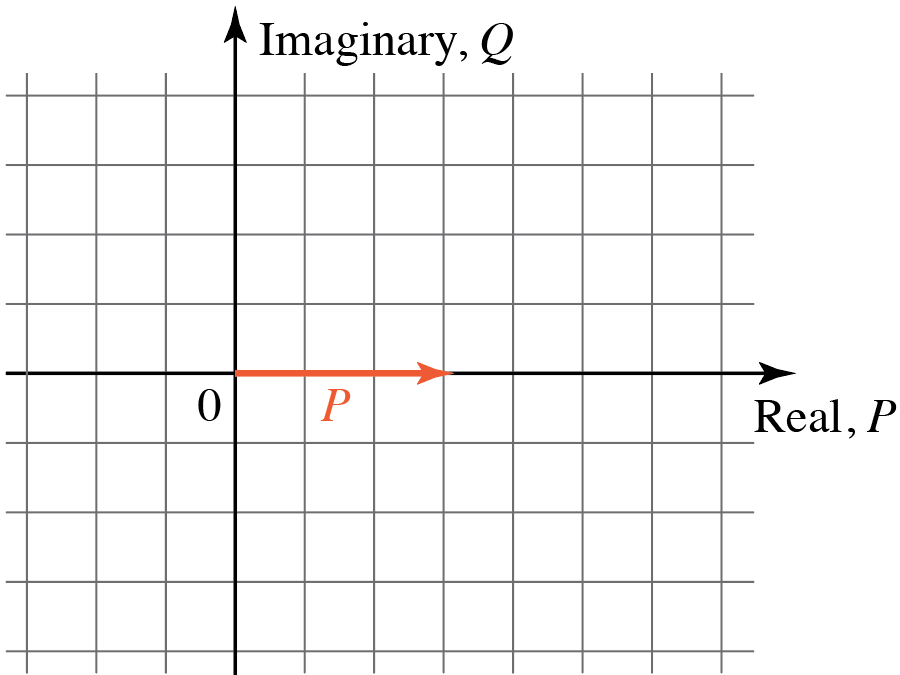 Imaginary, Q
0
P
Real, P